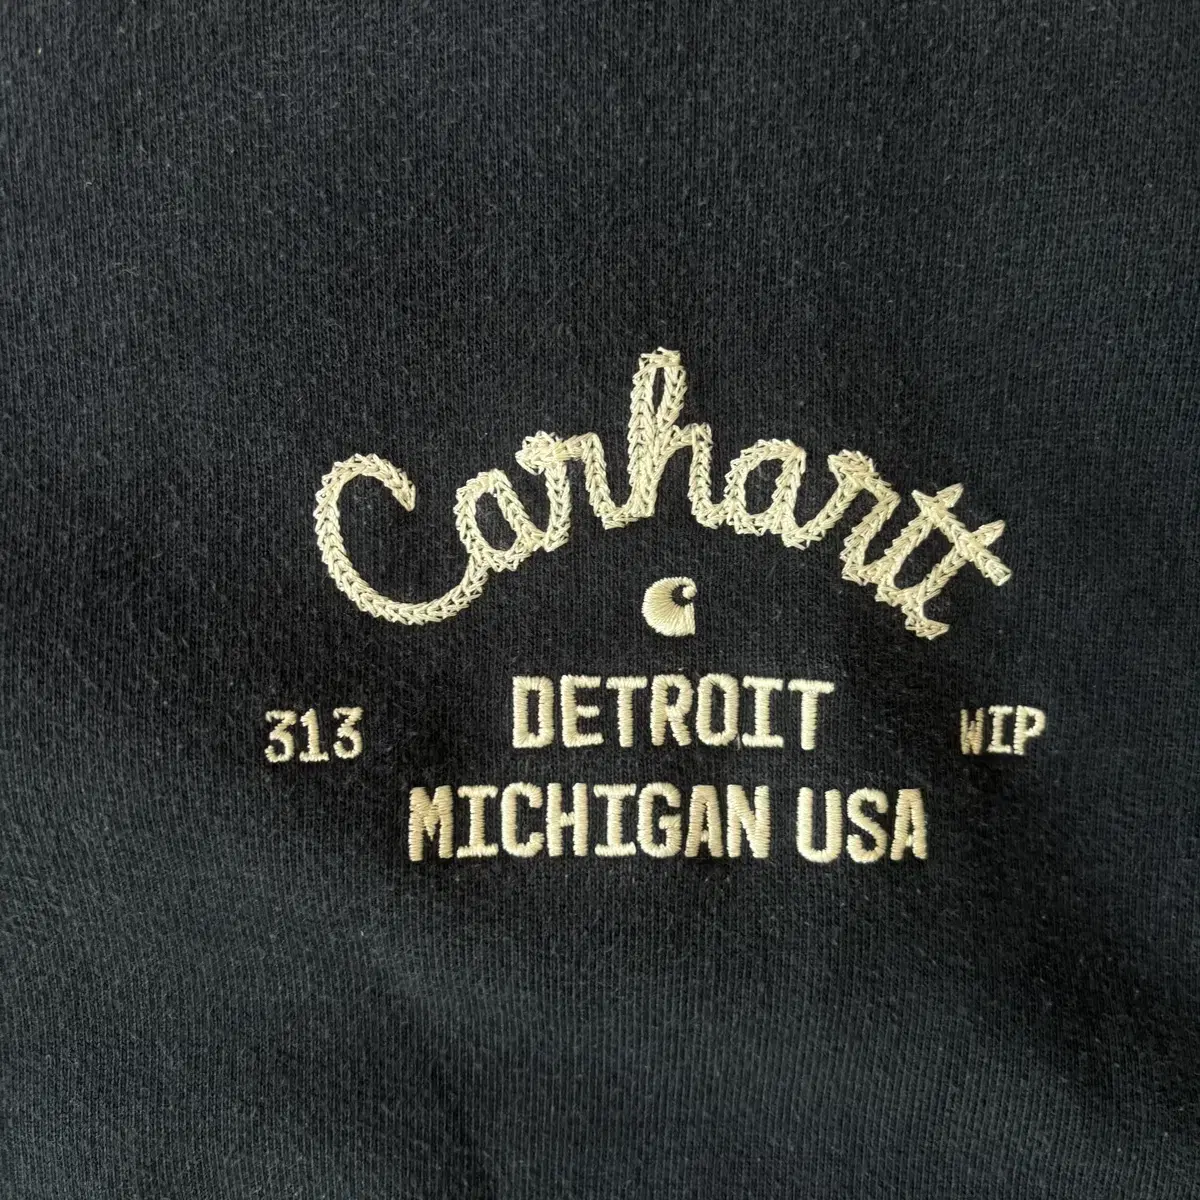 Carhartt
313 DETROIT WIP
MICHIGAN USA